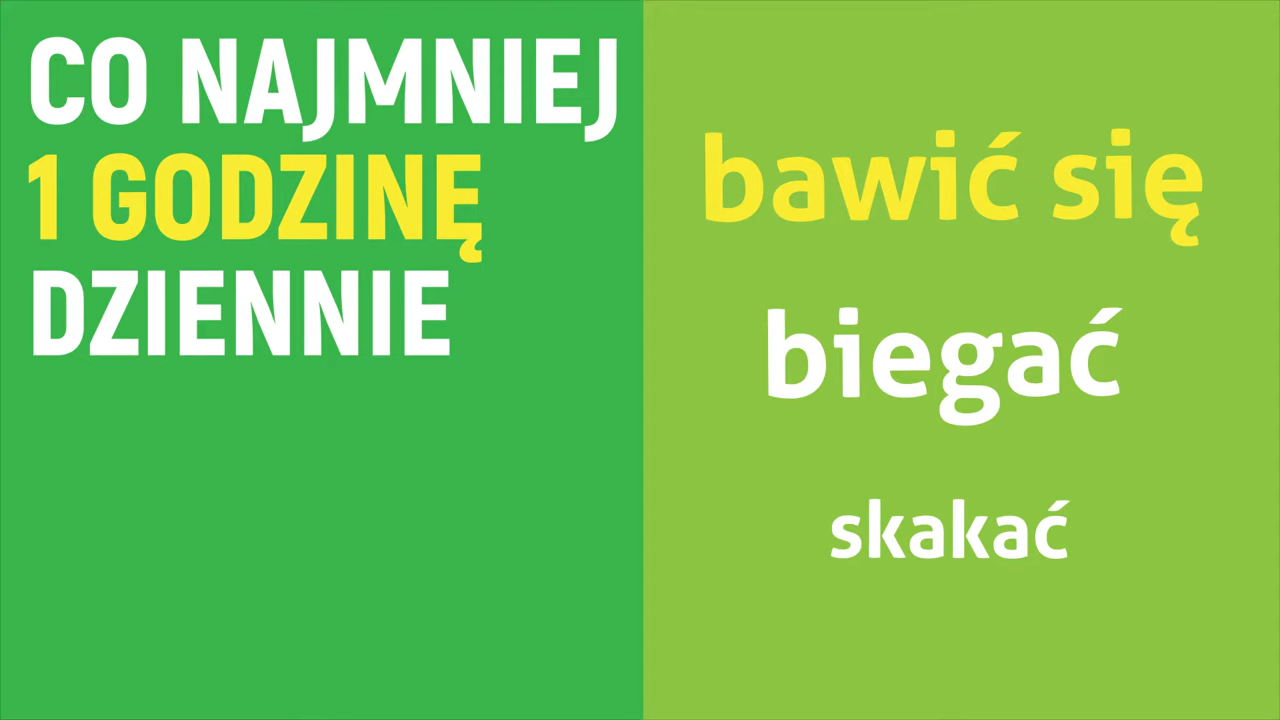 CO NAJMNIEJ
1 GODZINĘ
DZIENNIE
bawić się
biegać
skakać